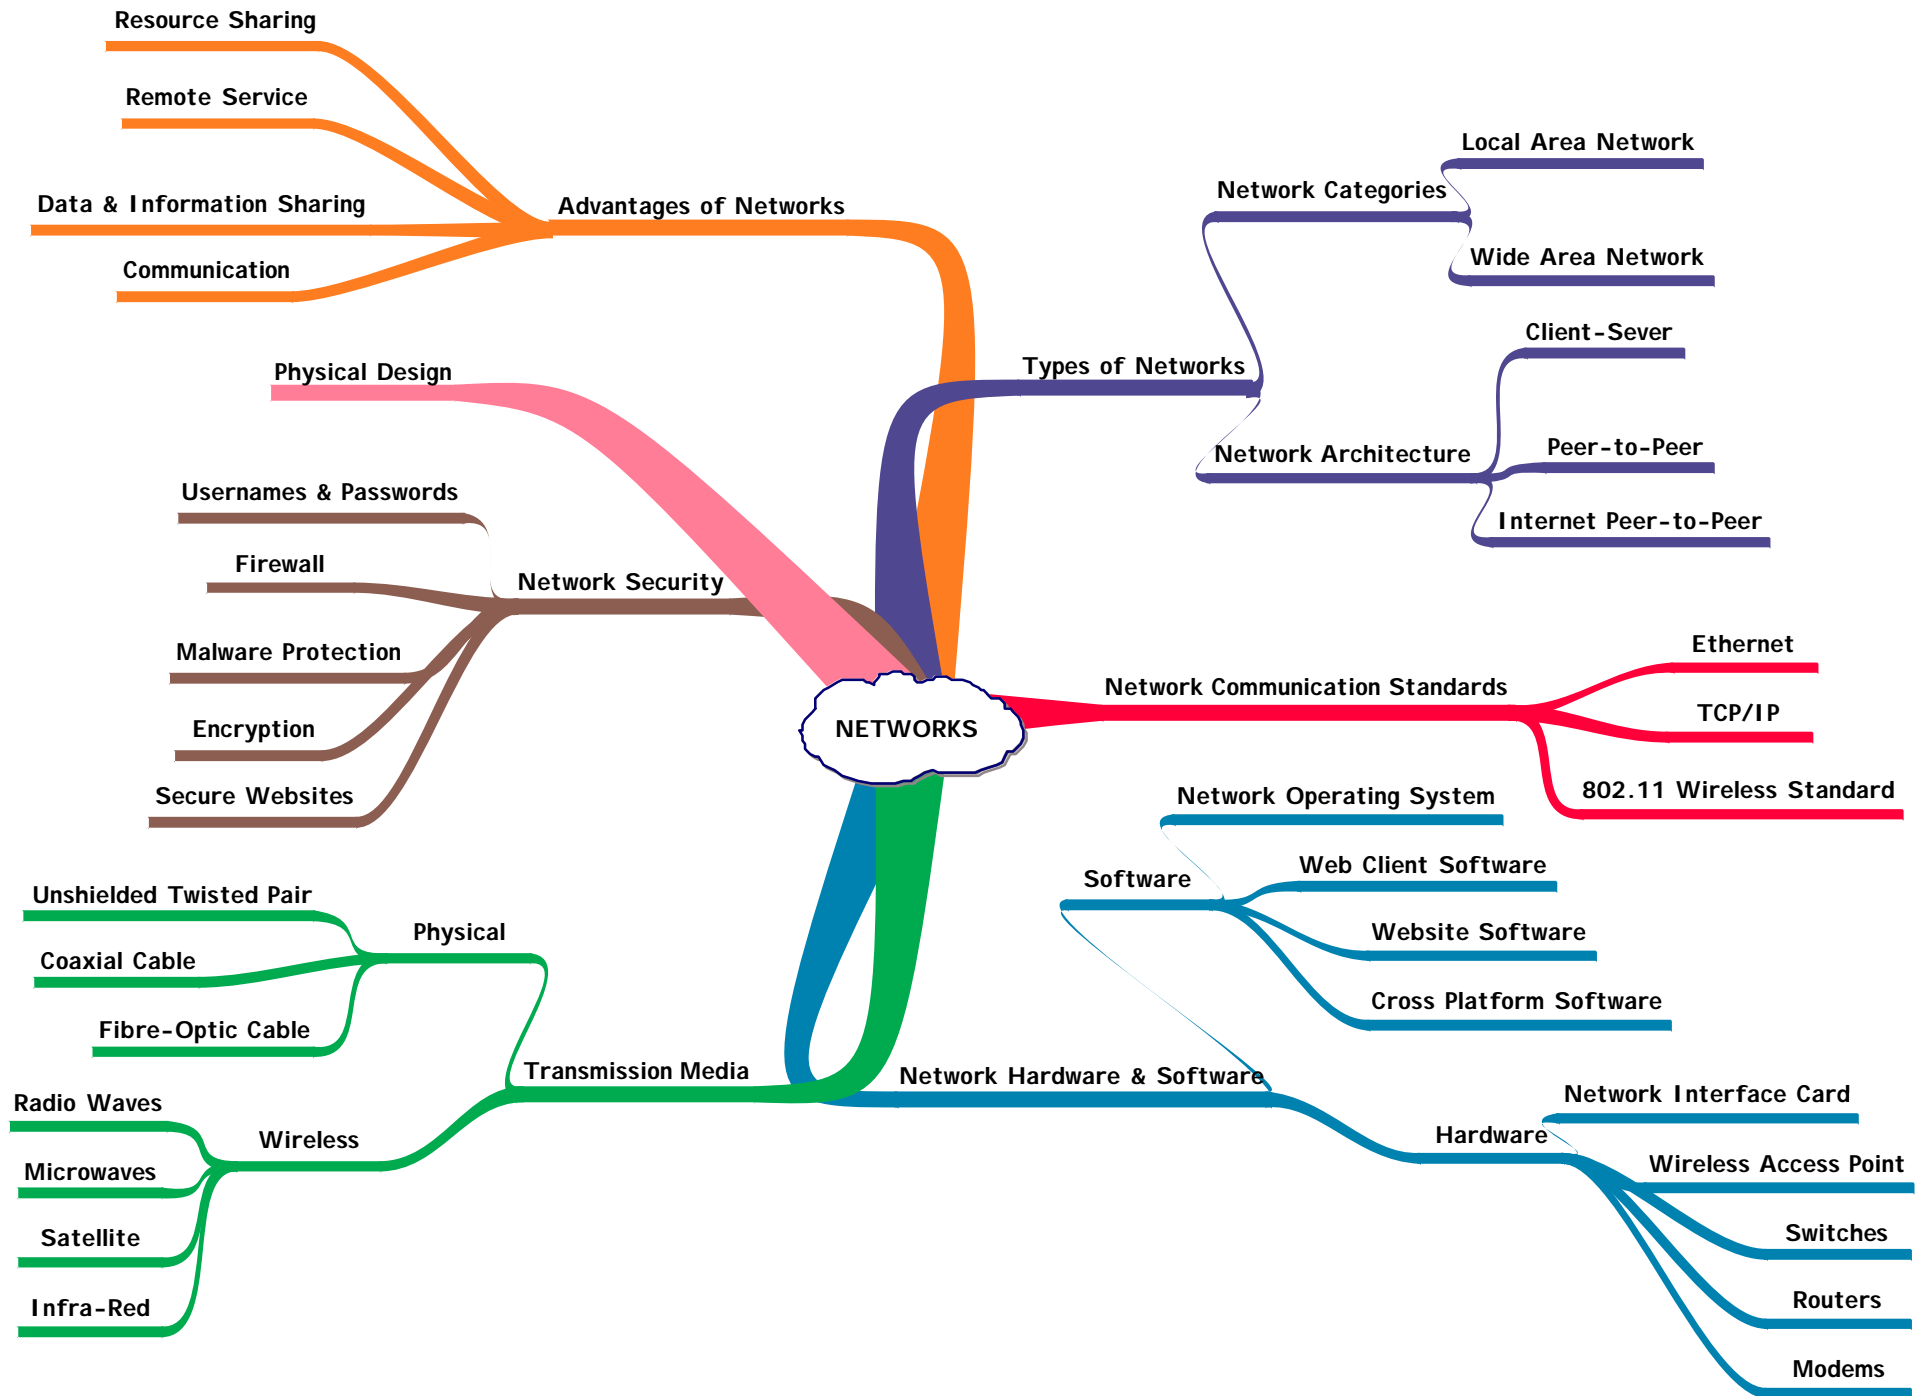 Resource Sharing
Remote Service
Data & Information Sharing
Communication
Advantages of Networks
Physical Design
Usernames & Passwords
Firewall
Malware Protection
Encryption
Secure Websites
Network Security
Types of Networks
Network Categories
Local Area Network
Wide Area Network
Network Architecture
Client-Sever
Peer-to-Peer
Internet Peer-to-Peer
NETWORKS
Network Communication Standards
Ethernet
TCP/IP
802.11 Wireless Standard
Transmission Media
Physical
Unshielded Twisted Pair
Coaxial Cable
Fibre-Optic Cable
Wireless
Radio Waves
Microwaves
Satellite
Infra-Red
Network Hardware & Software
Software
Network Operating System
Web Client Software
Website Software
Cross Platform Software
Hardware
Network Interface Card
Wireless Access Point
Switches
Routers
Modems